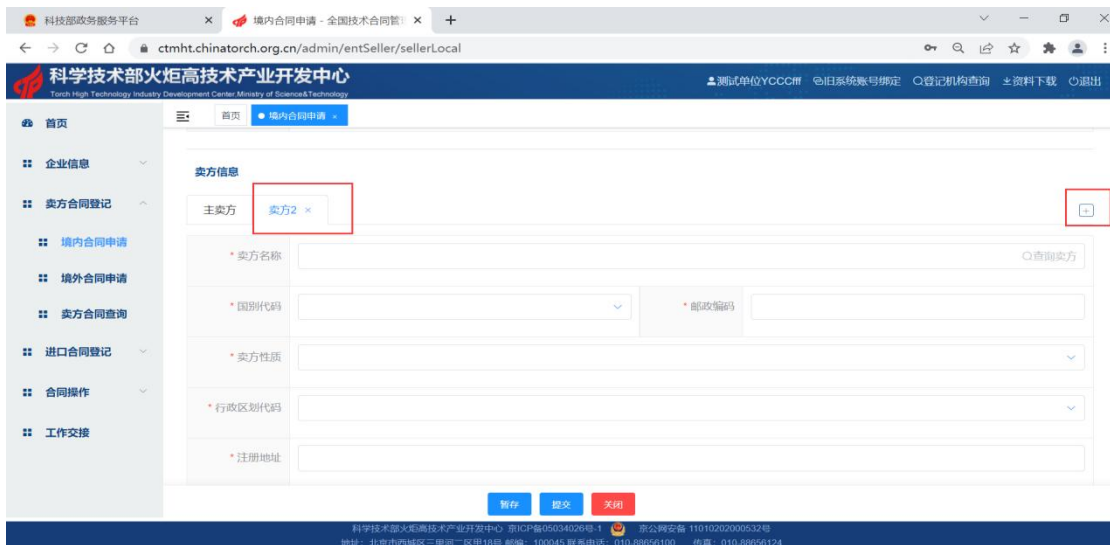 科技部政务服务平台
境内合同申请 - 全国技术合同管
ctmht.chinatorch.org.cn/admin/entSeller/sellerLocal
科学技术部火炬高技术产业开发中心
Torch High Technology Industry Development Center,Ministry of Science&Technology
测试单位YCCCfff 旧系统账号绑定 登记机构查询 资料下载 退出
首页
首页 境内合同申请
企业信息
卖方合同登记
境内合同申请
境外合同申请
卖方合同查询
进口合同登记
合同操作
工作交接
卖方信息
主卖方 卖方2
* 卖方名称 查询卖方
* 国别代码 * 邮政编码
* 卖方性质
* 行政区划代码
* 注册地址
暂存 提交 关闭
科学技术部火炬高技术产业开发中心 京ICP备05034026号-1 京公网安备 11010202000532号
地址：北京市西城区三里河二区甲18号 邮编：100045 联系电话：010-88656100 传真：010-88656124